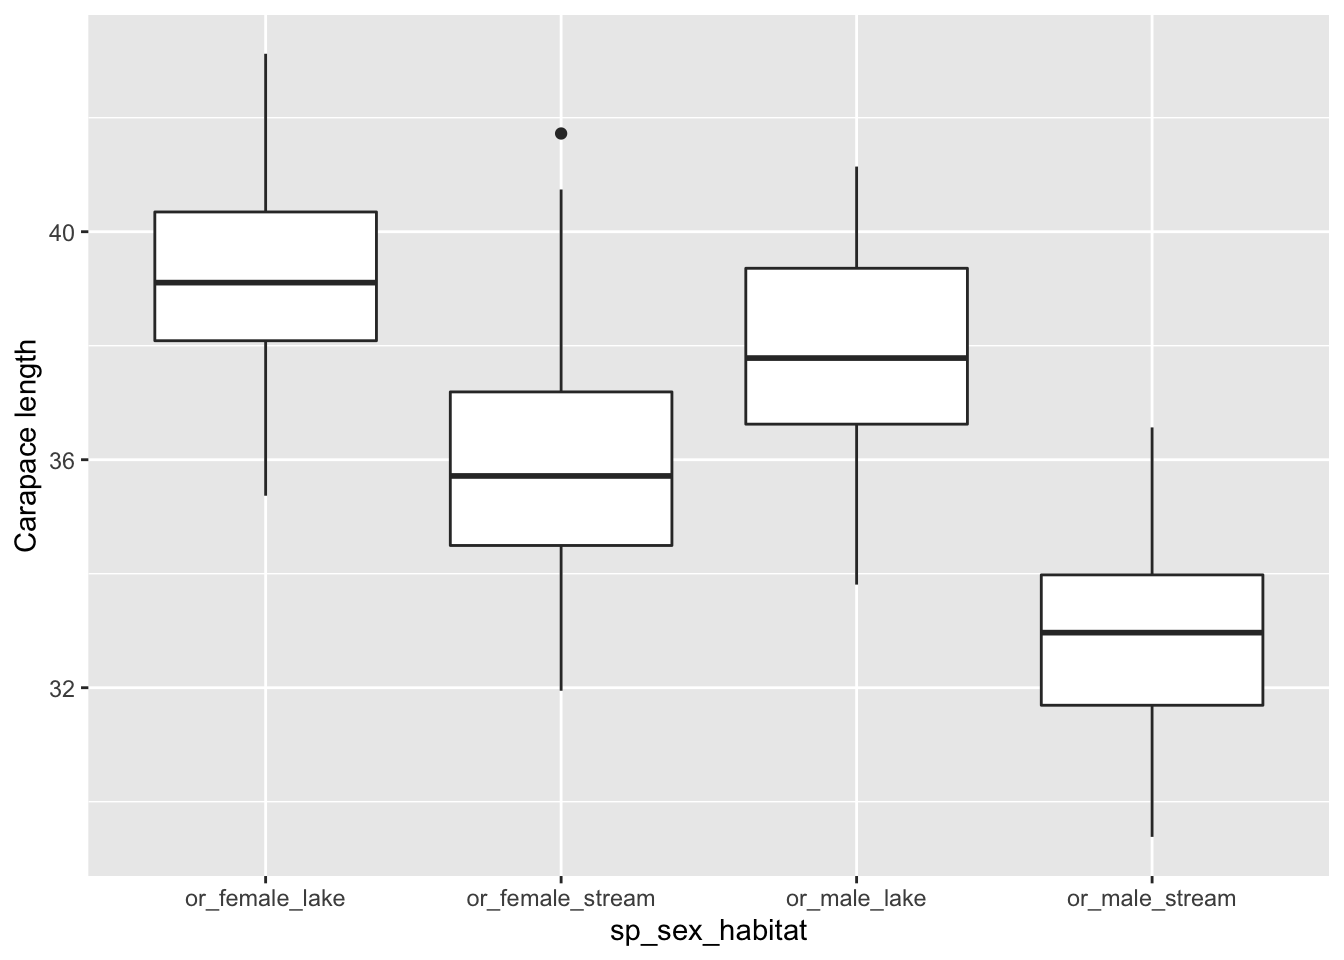 Carapace length
40
36
32
or_female_lake
or_female_stream
or_male_lake
or_male_stream
sp_sex_habitat